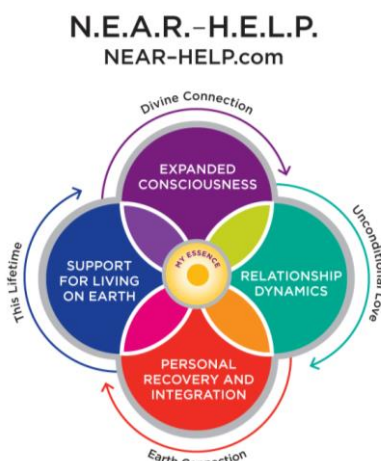 N.E.A.R.–H.E.L.P.
NEAR–HELP.com
Divine Connection
EXPANDED
CONSCIOUSNESS
This Lifetime
SUPPORT
FOR LIVING
ON EARTH
MY ESSENCE
RELATIONSHIP
DYNAMICS
Unconditional Love
PERSONAL
RECOVERY AND
INTEGRATION
Earth Connection